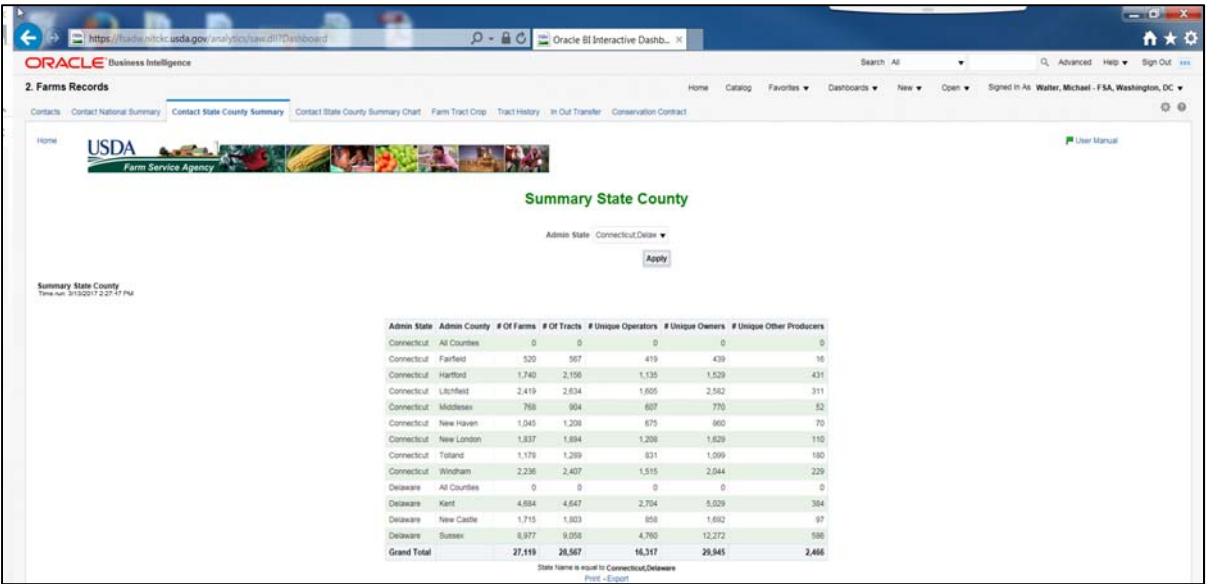 https://fsadw.nitckc.usda.gov/analytics/saw.dll?Dashboard Oracle BI Interactive Dashb...
ORACLE Business Intelligence Search All Advanced Help Sign Out
2. Farms Records Home Catalog Favorites Dashboards New Open Signed In As Walter, Michael - FSA, Washington, DC
Contacts Contact National Summary Contact State County Summary Contact State County Summary Chart Farm Tract Crop Tract History In Out Transfer Conservation Contract
Home USDA User Manual
Farm Service Agency
Summary State County
Admin State Connecticut;Delaw
Apply
Summary State County
Time run: 3/13/2017 2:27:47 PM
Admin State Admin County # Of Farms # Of Tracts # Unique Operators # Unique Owners # Unique Other Producers
Connecticut All Counties 0 0 0 0 0
Connecticut Fairfield 520 567 419 439 16
Connecticut Hartford 1,740 2,156 1,135 1,529 431
Connecticut Litchfield 2,419 2,634 1,605 2,582 311
Connecticut Middlesex 768 904 607 770 52
Connecticut New Haven 1,045 1,208 675 860 70
Connecticut New London 1,837 1,894 1,208 1,629 110
Connecticut Tolland 1,178 1,289 831 1,099 180
Connecticut Windham 2,236 2,407 1,515 2,044 229
Delaware All Counties 0 0 0 0 0
Delaware Kent 4,684 4,647 2,704 5,029 384
Delaware New Castle 1,715 1,803 858 1,692 97
Delaware Sussex 8,977 9,058 4,760 12,272 586
Grand Total 27,119 28,567 16,317 29,945 2,466
State Name is equal to Connecticut,Delaware
Print - Export